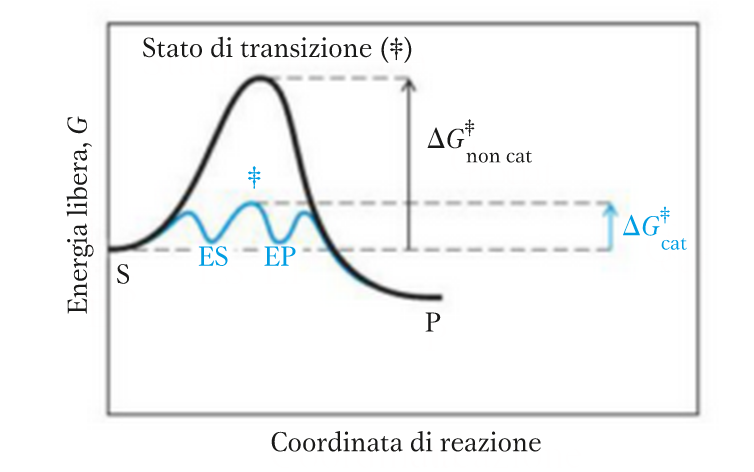 Stato di transizione (‡)
Energia libera, G
ΔG‡ non cat
‡
ΔG‡ cat
ES
EP
S
P
Coordinata di reazione